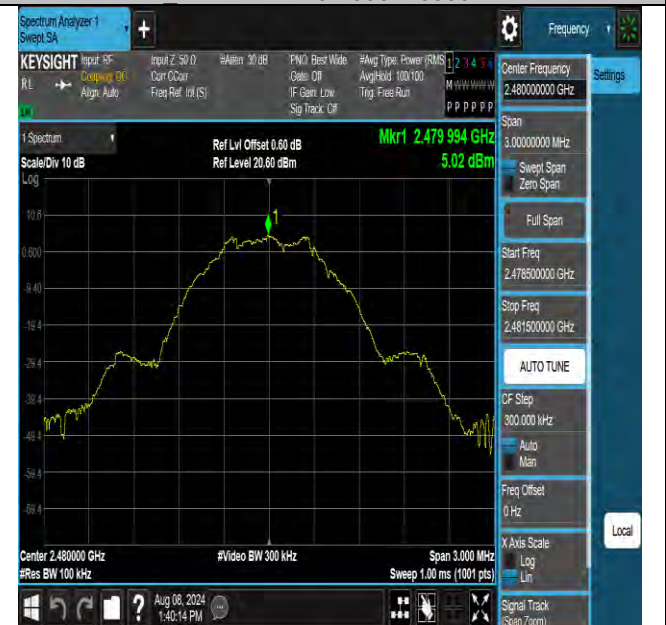 Spectrum Analyzer 1
Swept SA
+
Frequency
KEYSIGHT
Input: RF
Coupling: DC
Align: Auto
RL
Input Z: 50 Ω
Corr CCorr
Freq Ref: Int (S)
#Atten: 30 dB
PNO: Best Wide
Gate: Off
IF Gain: Low
Sig Track: Off
#Avg Type: Power (RMS
Avg|Hold: 100/100
Trig: Free Run
1 2 3 4 5 6
M W W W W W
P P P P P P
1 Spectrum
Scale/Div 10 dB
Log
Ref Lvl Offset 0.60 dB
Ref Level 20.60 dBm
Mkr1 2.479 994 GHz
5.02 dBm
10.6
0.600
-9.40
-19.4
-29.4
-39.4
-49.4
-59.4
-69.4
1
Center 2.480000 GHz
#Res BW 100 kHz
#Video BW 300 kHz
Span 3.000 MHz
Sweep 1.00 ms (1001 pts)
Center Frequency
2.480000000 GHz
Settings
Span
3.00000000 MHz
Swept Span
Zero Span
Full Span
Start Freq
2.478500000 GHz
Stop Freq
2.481500000 GHz
AUTO TUNE
CF Step
300.000 kHz
Auto
Man
Freq Offset
0 Hz
X Axis Scale
Log
Lin
Local
Signal Track
(Span Zoom)
?
Aug 08, 2024
1:40:14 PM